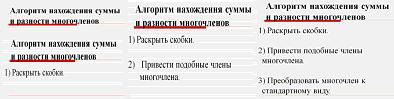 Алгоритм нахождения суммы
и разности многочленов
Алгоритм нахождения суммы
и разности многочленов
1) Раскрыть скобки.
Алгоритм нахождения суммы
и разности многочленов
1) Раскрыть скобки.
2) Привести подобные члены
многочлена.
Алгоритм нахождения суммы
и разности многочленов
1) Раскрыть скобки.
2) Привести подобные члены
многочлена.
3) Преобразовать многочлен к
стандартному виду.